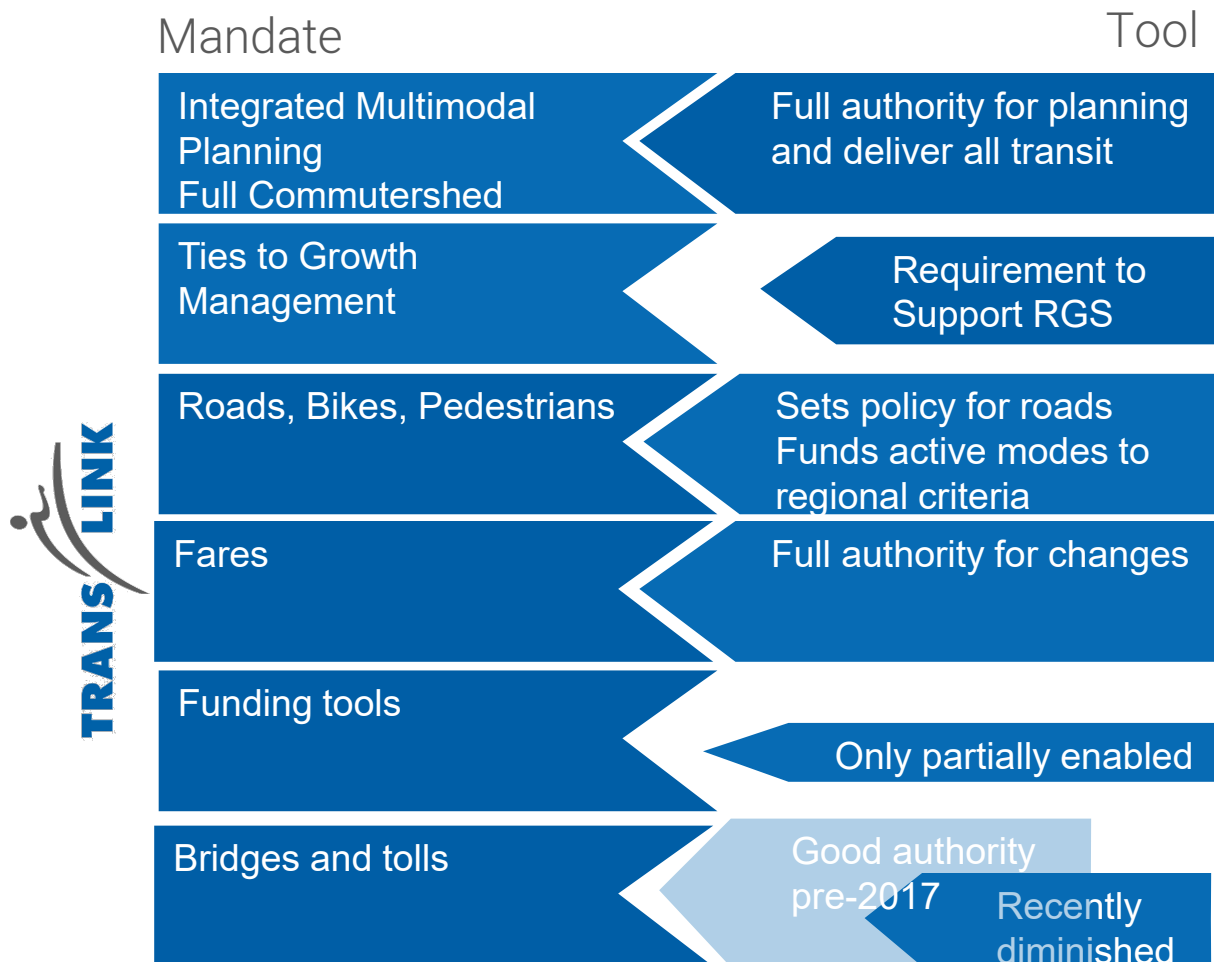 Mandate
Tool
Integrated Multimodal
Planning
Full Commutershed
Full authority for planning
and deliver all transit
Ties to Growth
Management
Requirement to
Support RGS
Roads, Bikes, Pedestrians
Sets policy for roads
Funds active modes to
regional criteria
Fares
Full authority for changes
Funding tools
Only partially enabled
Bridges and tolls
Good authority
pre-2017
Recently
diminished
TRANS LINK